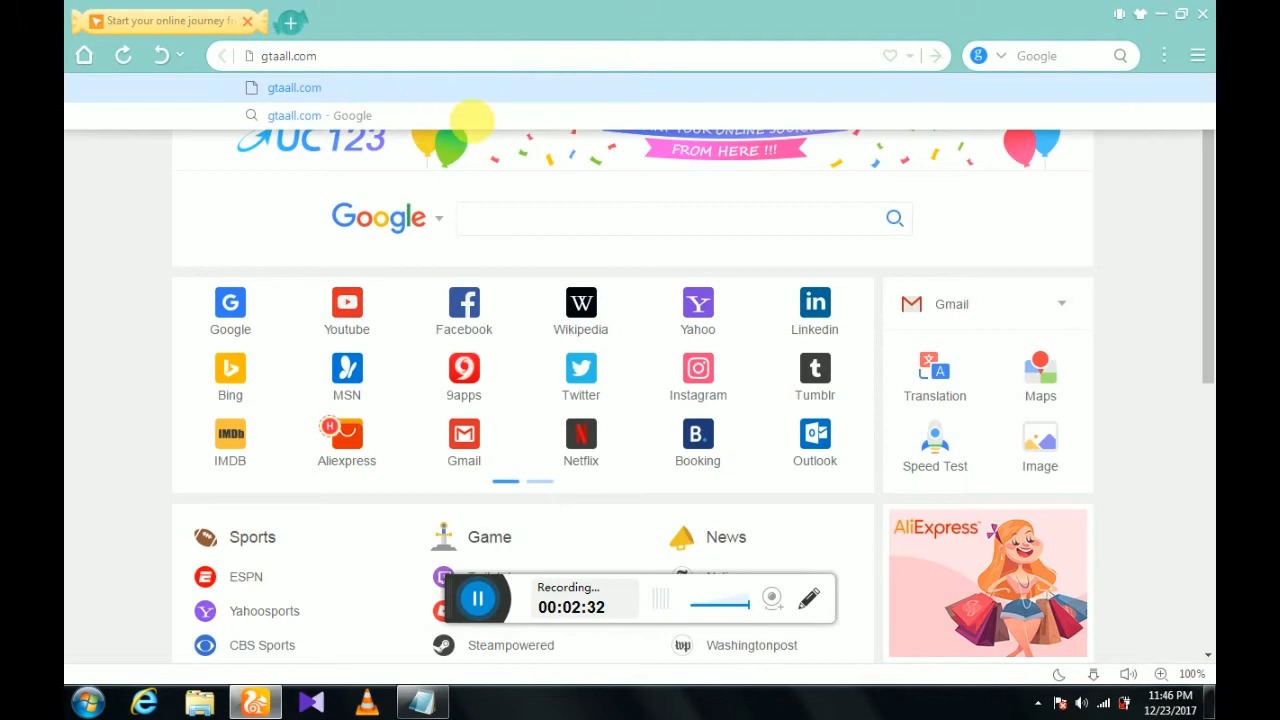 Start your online journey fr
gtaall.com
Google
gtaall.com
gtaall.com - Google
UC123
FROM HERE !!!
Google
Google
Youtube
Facebook
Wikipedia
Yahoo
Linkedin
Gmail
Bing
MSN
9apps
Twitter
Instagram
Tumblr
Translation
Maps
IMDb
H
B.
IMDB
Aliexpress
Gmail
Netflix
Booking
Outlook
Speed Test
Image
Sports
Game
News
AliExpress
ESPN
Yahoosports
CBS Sports
Steampowered
wp
Washingtonpost
Recording...
00:02:32
100%
11:46 PM
12/23/2017